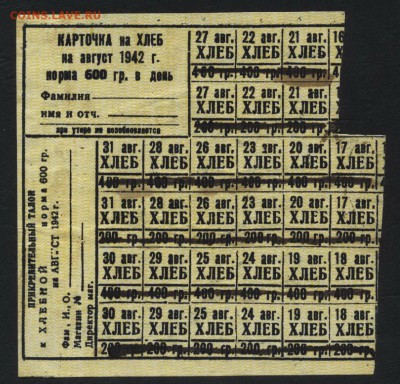 COINS.LAVE.RU
КАРТОЧКА на ХЛЕБ
на август 1942 г.
норма 600 гр. в день
Фамилия
имя и отч.
при утере не возобновляется
ПРИКРЕПИТЕЛЬНЫЙ ТАЛОН
к ХЛЕБНОЙ норма 600 гр.
на АВГУСТ 1942 г.
Фам., И., О.
Магазин №
Директор маг.
27 авг. 22 авг. 21 авг. 16
ХЛЕБ ХЛЕБ ХЛЕБ Х
400 гр. 400 гр. 400 гр.
27 авг. 22 авг. 21 авг.
ХЛЕБ ХЛЕБ ХЛЕБ
200 гр. 200 гр. 200 гр.
31 авг. 28 авг. 26 авг. 23 авг. 20 авг. 17 авг.
ХЛЕБ ХЛЕБ ХЛЕБ ХЛЕБ ХЛЕБ ХЛЕБ
400 гр. 400 гр. 400 гр. 400 гр. 400 гр. 400 гр.
31 авг. 28 авг. 26 авг. 23 авг. 20 авг. 17 авг.
ХЛЕБ ХЛЕБ ХЛЕБ ХЛЕБ ХЛЕБ ХЛЕБ
200 гр. 200 гр. 200 гр. 200 гр. 200 гр. 200 гр.
30 авг. 29 авг. 25 авг. 24 авг. 19 авг. 18 авг.
ХЛЕБ ХЛЕБ ХЛЕБ ХЛЕБ ХЛЕБ ХЛЕБ
400 гр. 400 гр. 400 гр. 400 гр. 400 гр. 400 гр.
30 авг. 29 авг. 25 авг. 24 авг. 19 авг. 18 авг.
ХЛЕБ ХЛЕБ ХЛЕБ ХЛЕБ ХЛЕБ ХЛЕБ
200 гр. 200 гр. 200 гр. 200 гр. 200 гр. 200 гр.